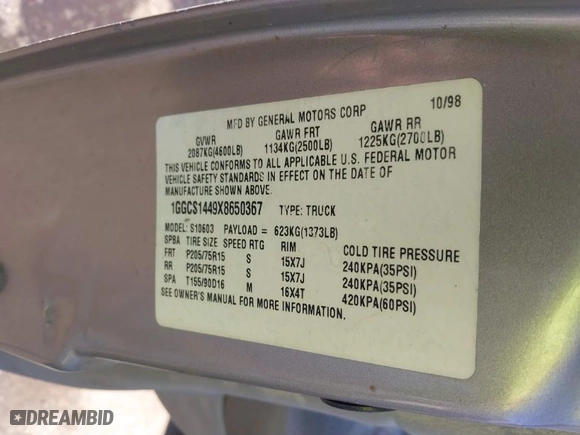 MFD BY GENERAL MOTORS CORP 10/98
GVWR GAWR FRT GAWR RR
2087KG(4600LB) 1134KG(2500LB) 1225KG(2700LB)
THIS VEHICLE CONFORMS TO ALL APPLICABLE U.S. FEDERAL MOTOR
VEHICLE SAFETY STANDARDS IN EFFECT ON THE DATE OF
MANUFACTURE SHOWN ABOVE.
1GGCS1449X8650367 TYPE: TRUCK
MODEL: S10603 PAYLOAD = 623KG(1373LB)
SPBA TIRE SIZE SPEED RTG RIM COLD TIRE PRESSURE
FRT P205/75R15 S 15X7J 240KPA(35PSI)
RR P205/75R15 S 15X7J 240KPA(35PSI)
SPA T155/90D16 M 16X4T 420KPA(60PSI)
SEE OWNER'S MANUAL FOR MORE INFORMATION.
DREAMBID